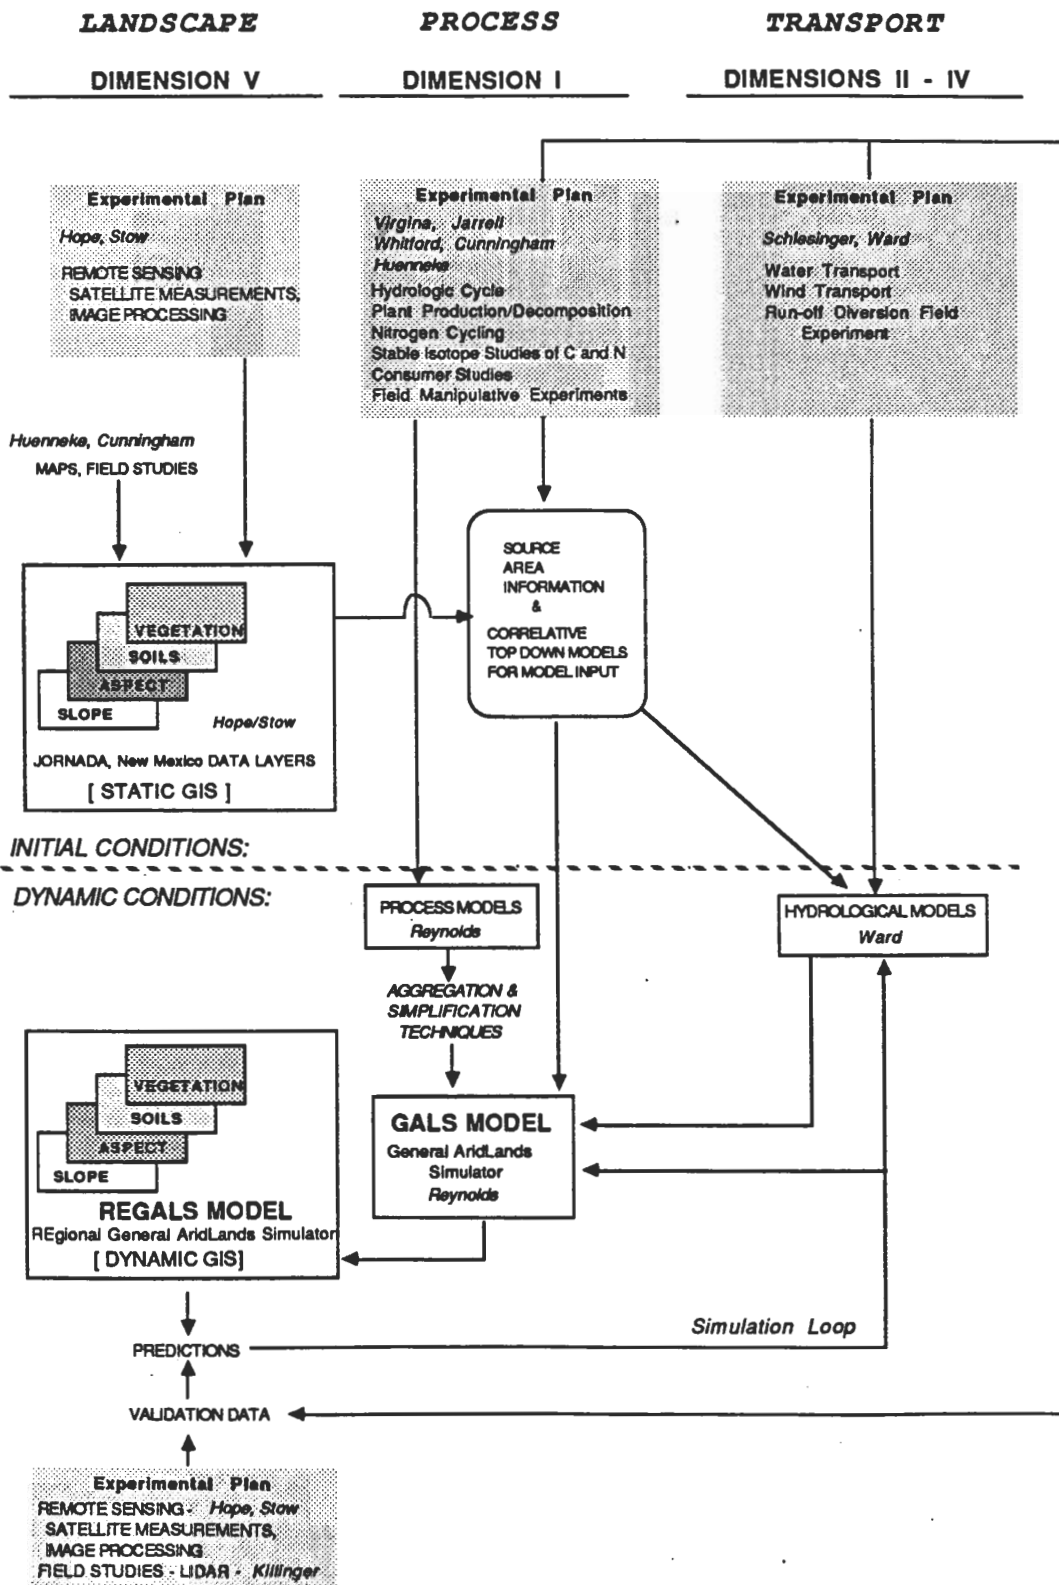 LANDSCAPE
PROCESS
TRANSPORT
DIMENSION V
DIMENSION I
DIMENSIONS II - IV
Experimental Plan
Hope, Stow
REMOTE SENSING
SATELLITE MEASUREMENTS,
IMAGE PROCESSING
Experimental Plan
Virgina, Jarrell
Whitford, Cunningham
Huenneke
Hydrologic Cycle
Plant Production/Decomposition
Nitrogen Cycling
Stable Isotope Studies of C and N
Consumer Studies
Field Manipulative Experiments
Experimental Plan
Schlesinger, Ward
Water Transport
Wind Transport
Run-off Diversion Field
Experiment
Huenneke, Cunningham
MAPS, FIELD STUDIES
VEGETATION
SOILS
ASPECT
SLOPE
Hope/Stow
JORNADA, New Mexico DATA LAYERS
[ STATIC GIS ]
SOURCE
AREA
INFORMATION
&
CORRELATIVE
TOP DOWN MODELS
FOR MODEL INPUT
INITIAL CONDITIONS:
DYNAMIC CONDITIONS:
PROCESS MODELS
Reynolds
HYDROLOGICAL MODELS
Ward
AGGREGATION &
SIMPLIFICATION
TECHNIQUES
VEGETATION
SOILS
ASPECT
SLOPE
REGALS MODEL
REgional General AridLands Simulator
[ DYNAMIC GIS]
GALS MODEL
General AridLands
Simulator
Reynolds
Simulation Loop
PREDICTIONS
VALIDATION DATA
Experimental Plan
REMOTE SENSING - Hope, Stow
SATELLITE MEASUREMENTS,
IMAGE PROCESSING
FIELD STUDIES - LIDAR - Killinger